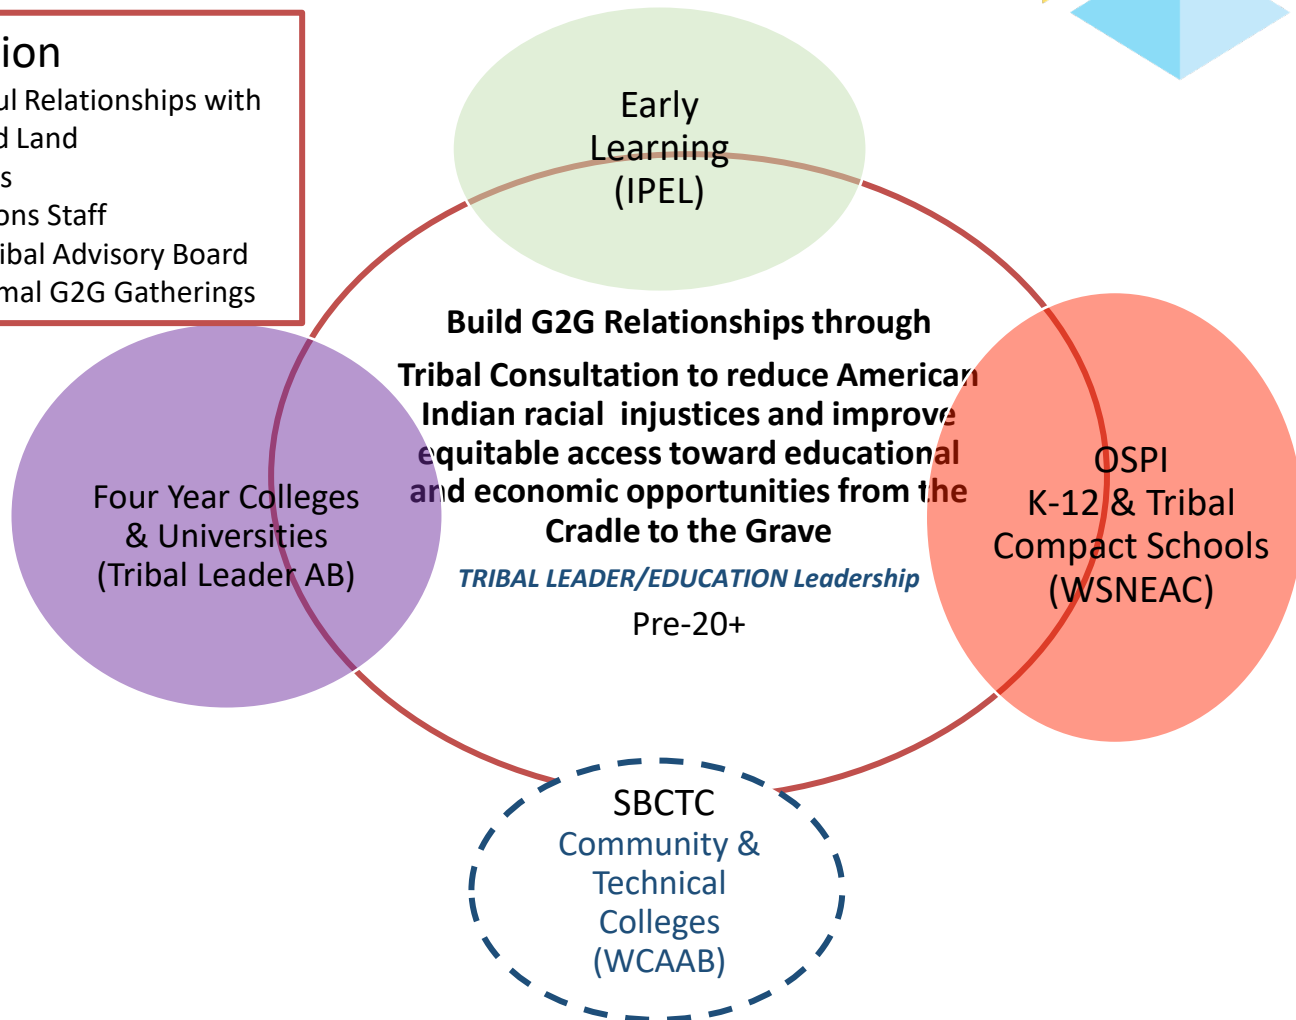 ion
ul Relationships with
d Land
s
ons Staff
ibal Advisory Board
mal G2G Gatherings
Early
Learning
(IPEL)
Build G2G Relationships through
Tribal Consultation to reduce American
Indian racial injustices and improve
equitable access toward educational
and economic opportunities from the
Cradle to the Grave
TRIBAL LEADER/EDUCATION Leadership
Pre-20+
Four Year Colleges
& Universities
(Tribal Leader AB)
OSPI
K-12 & Tribal
Compact Schools
(WSNEAC)
SBCTC
Community &
Technical
Colleges
(WCAAB)